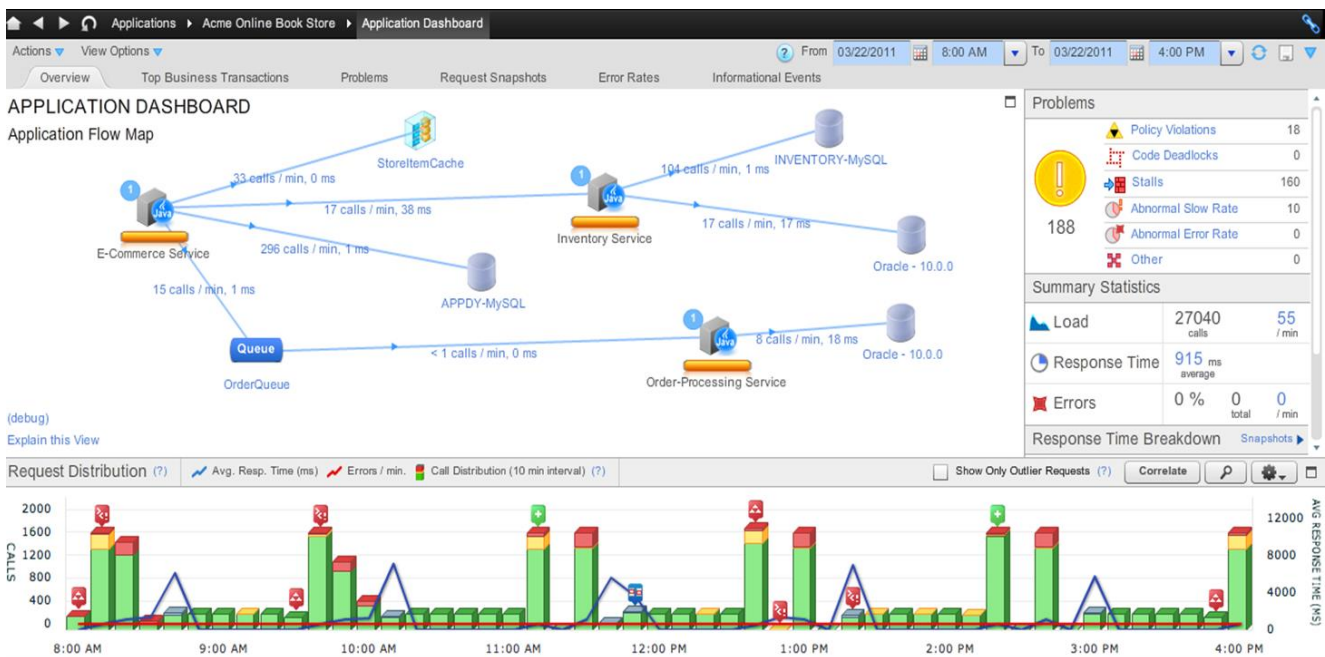 Applications Acme Online Book Store Application Dashboard
Actions View Options ? From 03/22/2011 8:00 AM To 03/22/2011 4:00 PM
Overview Top Business Transactions Problems Request Snapshots Error Rates Informational Events
APPLICATION DASHBOARD
Application Flow Map
StoreItemCache
INVENTORY-MySQL
33 calls / min, 0 ms
104 calls / min, 1 ms
1
Java
1
Java
17 calls / min, 38 ms
17 calls / min, 17 ms
E-Commerce Service
Inventory Service
296 calls / min, 1 ms
Oracle - 10.0.0
15 calls / min, 1 ms
APPDY-MySQL
1
Java
Queue
< 1 calls / min, 0 ms
8 calls / min, 18 ms
Oracle - 10.0.0
OrderQueue
Order-Processing Service
(debug)
Explain this View
Problems
188
Policy Violations 18
Code Deadlocks 0
Stalls 160
Abnormal Slow Rate 10
Abnormal Error Rate 0
Other 0
Summary Statistics
Load 27040 calls 55 / min
Response Time 915 ms average
Errors 0 % 0 total 0 / min
Response Time Breakdown Snapshots
Request Distribution (?) Avg. Resp. Time (ms) Errors / min. Call Distribution (10 min interval) (?) Show Only Outlier Requests (?) Correlate
CALLS
2000
1600
1200
800
400
0
AVG RESPONSE TIME (MS)
12000
8000
4000
0
8:00 AM 9:00 AM 10:00 AM 11:00 AM 12:00 PM 1:00 PM 2:00 PM 3:00 PM 4:00 PM